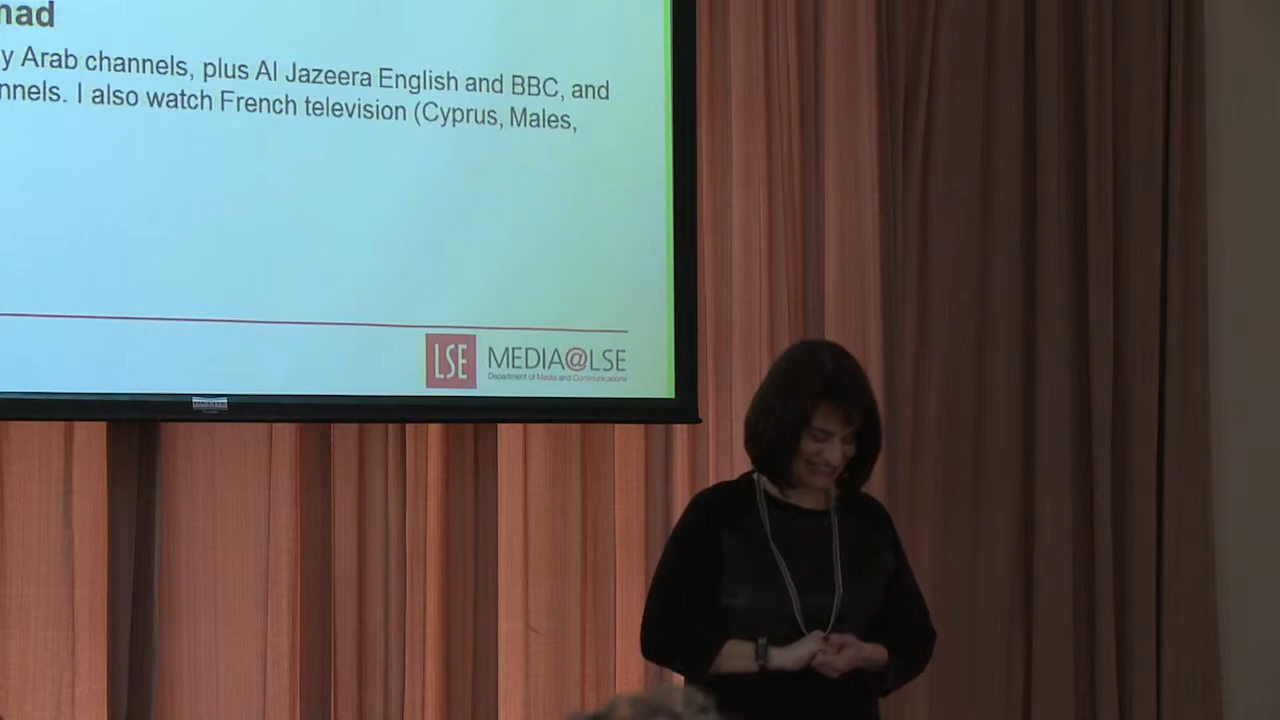 y Arab channels, plus Al Jazeera English and BBC, and
nnels. I also watch French television (Cyprus, Males,
LSE
MEDIA@LSE
Department of Media and Communications